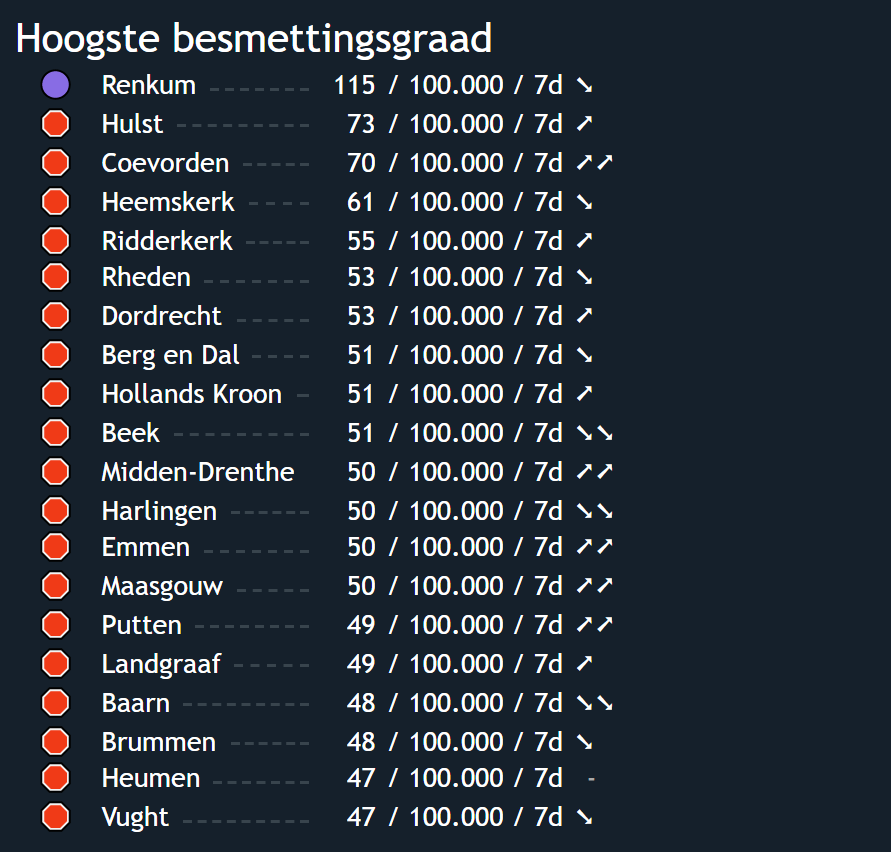 Hoogste besmettingsgraad
Renkum ------- 115 / 100.000 / 7d ➘
Hulst --------- 73 / 100.000 / 7d ➚
Coevorden ----- 70 / 100.000 / 7d ➚➚
Heemskerk ---- 61 / 100.000 / 7d ➘
Ridderkerk ----- 55 / 100.000 / 7d ➚
Rheden ------- 53 / 100.000 / 7d ➘
Dordrecht ----- 53 / 100.000 / 7d ➚
Berg en Dal ---- 51 / 100.000 / 7d ➘
Hollands Kroon - 51 / 100.000 / 7d ➚
Beek --------- 51 / 100.000 / 7d ➘➘
Midden-Drenthe 50 / 100.000 / 7d ➚➚
Harlingen ------ 50 / 100.000 / 7d ➘➘
Emmen ------- 50 / 100.000 / 7d ➚➚
Maasgouw ----- 50 / 100.000 / 7d ➚➚
Putten -------- 49 / 100.000 / 7d ➚➚
Landgraaf ----- 49 / 100.000 / 7d ➚
Baarn --------- 48 / 100.000 / 7d ➘➘
Brummen ------ 48 / 100.000 / 7d ➘
Heumen ------- 47 / 100.000 / 7d -
Vught --------- 47 / 100.000 / 7d ➘